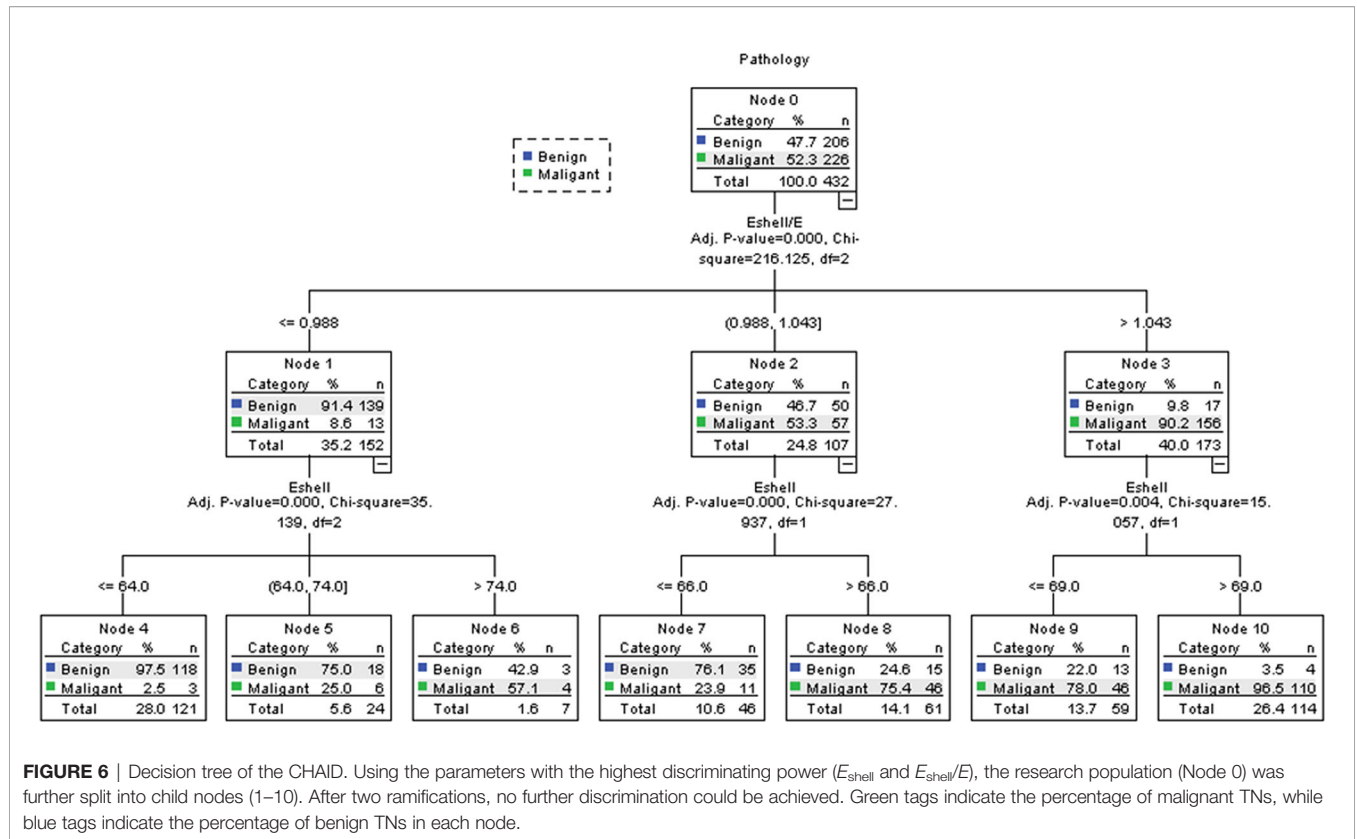 Pathology
Node 0
Category % n
Benign 47.7 206
Maligant 52.3 226
Total 100.0 432
Benign
Maligant
Eshell/E
Adj. P-value=0.000, Chi-
square=216.125, df=2
<= 0.988
(0.988, 1.043]
> 1.043
Node 1
Category % n
Benign 91.4 139
Maligant 8.6 13
Total 35.2 152
Node 2
Category % n
Benign 46.7 50
Maligant 53.3 57
Total 24.8 107
Node 3
Category % n
Benign 9.8 17
Maligant 90.2 156
Total 40.0 173
Eshell
Adj. P-value=0.000, Chi-square=35.
139, df=2
Eshell
Adj. P-value=0.000, Chi-square=27.
937, df=1
Eshell
Adj. P-value=0.004, Chi-square=15.
057, df=1
<= 64.0
(64.0, 74.0]
> 74.0
<= 66.0
> 66.0
<= 69.0
> 69.0
Node 4
Category % n
Benign 97.5 118
Maligant 2.5 3
Total 28.0 121
Node 5
Category % n
Benign 75.0 18
Maligant 25.0 6
Total 5.6 24
Node 6
Category % n
Benign 42.9 3
Maligant 57.1 4
Total 1.6 7
Node 7
Category % n
Benign 76.1 35
Maligant 23.9 11
Total 10.6 46
Node 8
Category % n
Benign 24.6 15
Maligant 75.4 46
Total 14.1 61
Node 9
Category % n
Benign 22.0 13
Maligant 78.0 46
Total 13.7 59
Node 10
Category % n
Benign 3.5 4
Maligant 96.5 110
Total 26.4 114
FIGURE 6 | Decision tree of the CHAID. Using the parameters with the highest discriminating power (Eshell and Eshell/E), the research population (Node 0) was
further split into child nodes (1–10). After two ramifications, no further discrimination could be achieved. Green tags indicate the percentage of malignant TNs, while
blue tags indicate the percentage of benign TNs in each node.